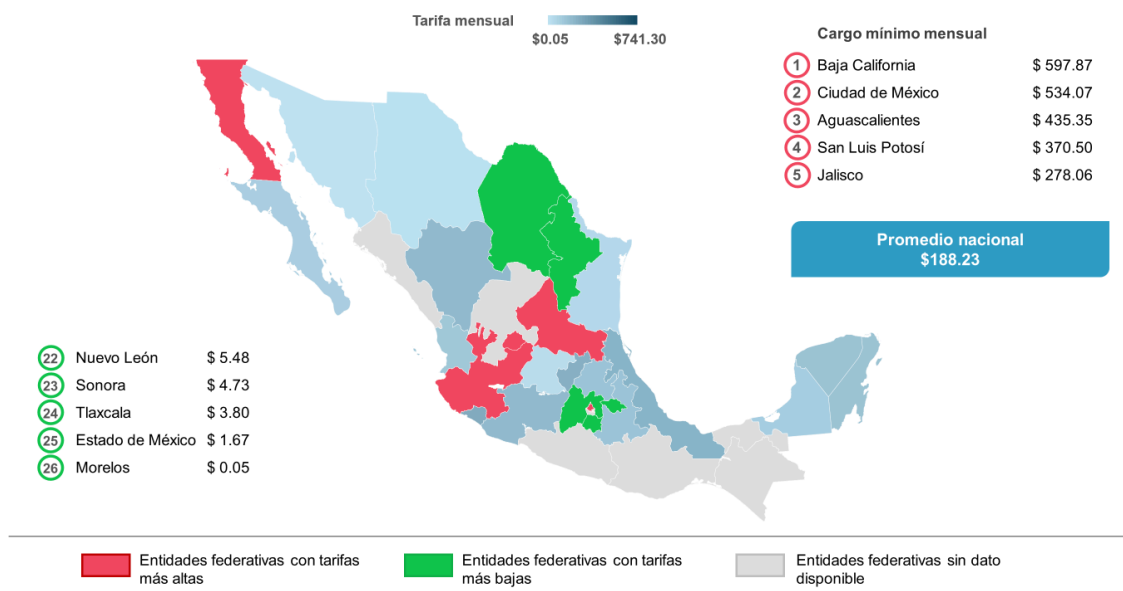 Tarifa mensual
$0.05 $741.30
Cargo mínimo mensual
1 Baja California $ 597.87
2 Ciudad de México $ 534.07
3 Aguascalientes $ 435.35
4 San Luis Potosí $ 370.50
5 Jalisco $ 278.06
Promedio nacional
$188.23
22 Nuevo León $ 5.48
23 Sonora $ 4.73
24 Tlaxcala $ 3.80
25 Estado de México $ 1.67
26 Morelos $ 0.05
Entidades federativas con tarifas
más altas
Entidades federativas con tarifas
más bajas
Entidades federativas sin dato
disponible